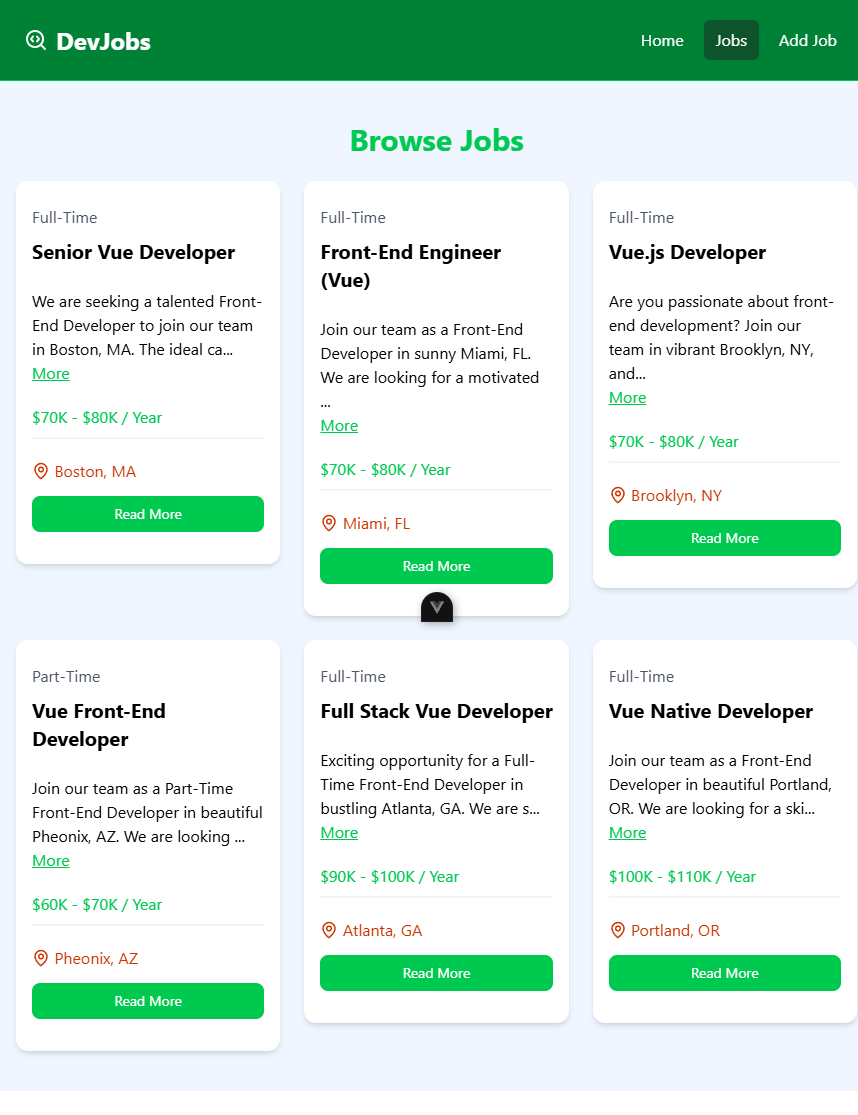 DevJobs
Home
Jobs
Add Job
Browse Jobs
Full-Time
Senior Vue Developer
We are seeking a talented Front-
End Developer to join our team
in Boston, MA. The ideal ca...
More
$70K - $80K / Year
Boston, MA
Read More
Full-Time
Front-End Engineer
(Vue)
Join our team as a Front-End
Developer in sunny Miami, FL.
We are looking for a motivated
...
More
$70K - $80K / Year
Miami, FL
Read More
Full-Time
Vue.js Developer
Are you passionate about front-
end development? Join our
team in vibrant Brooklyn, NY,
and...
More
$70K - $80K / Year
Brooklyn, NY
Read More
Part-Time
Vue Front-End
Developer
Join our team as a Part-Time
Front-End Developer in beautiful
Pheonix, AZ. We are looking ...
More
$60K - $70K / Year
Pheonix, AZ
Read More
Full-Time
Full Stack Vue Developer
Exciting opportunity for a Full-
Time Front-End Developer in
bustling Atlanta, GA. We are s...
More
$90K - $100K / Year
Atlanta, GA
Read More
Full-Time
Vue Native Developer
Join our team as a Front-End
Developer in beautiful Portland,
OR. We are looking for a ski...
More
$100K - $110K / Year
Portland, OR
Read More